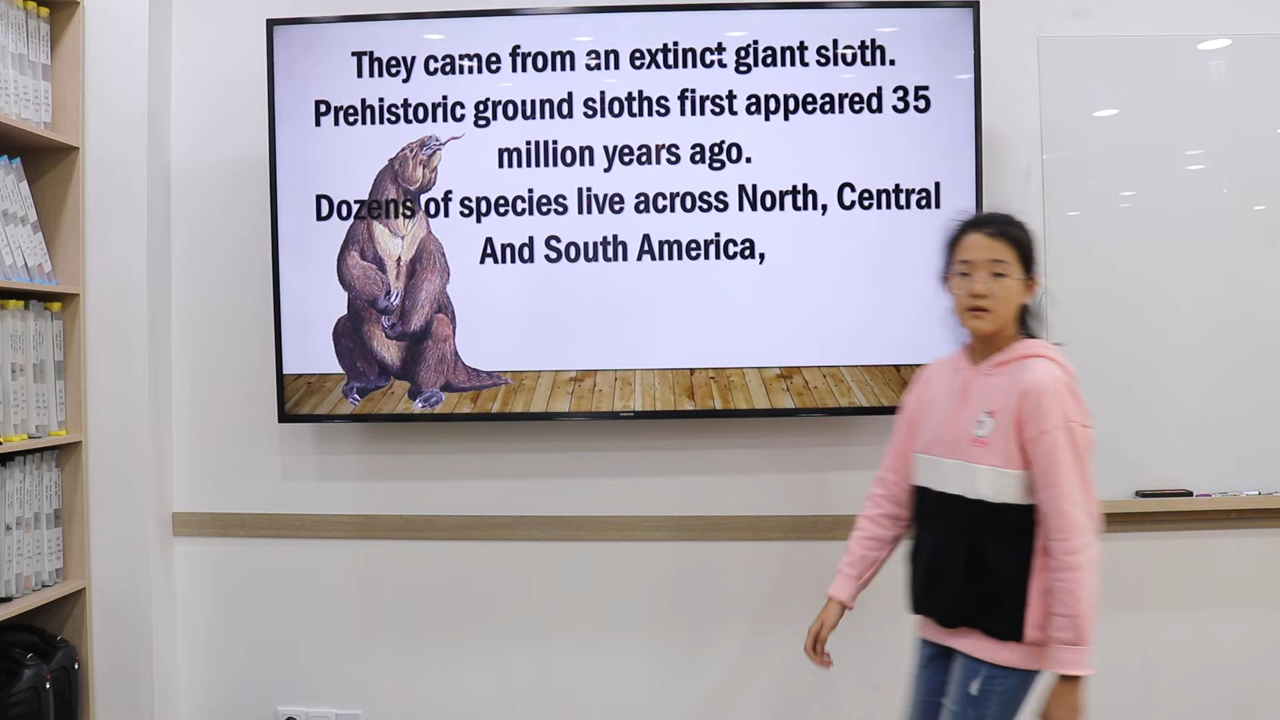 They came from an extinct giant sloth.
Prehistoric ground sloths first appeared 35
million years ago.
Dozens of species live across North, Central
And South America,
SAMSUNG